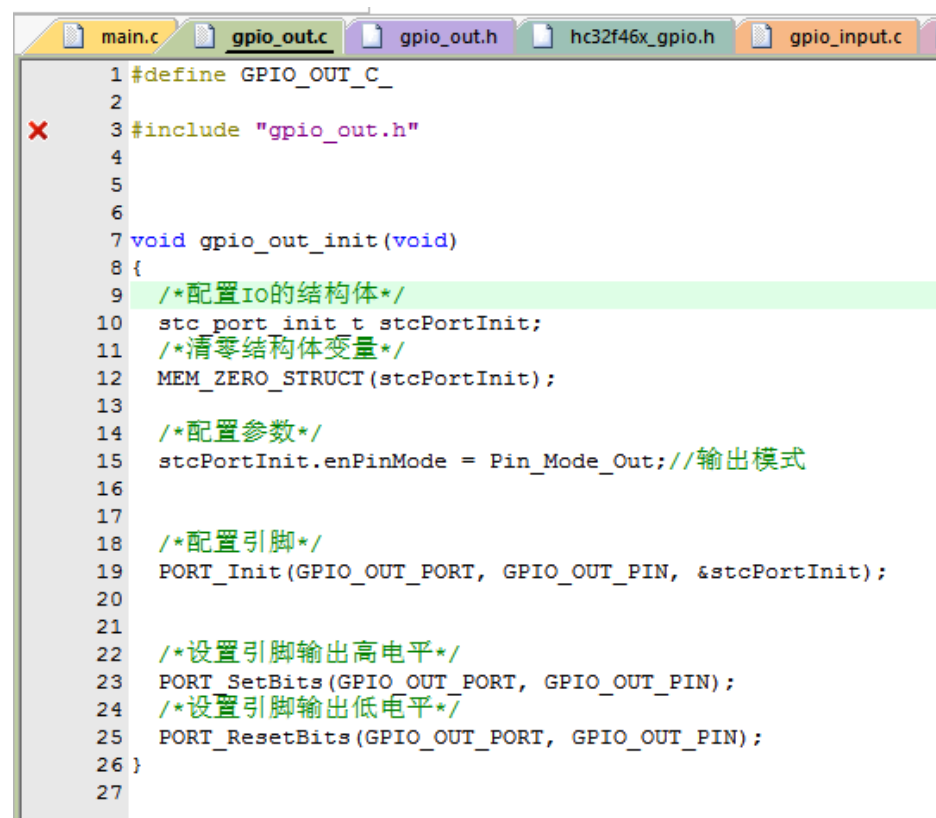 main.c gpio_out.c gpio_out.h hc32f46x_gpio.h gpio_input.c
1 #define GPIO_OUT_C_
2
3 #include "gpio_out.h"
4
5
6
7 void gpio_out_init(void)
8 {
9 /*配置IO的结构体*/
10 stc_port_init_t stcPortInit;
11 /*清零结构体变量*/
12 MEM_ZERO_STRUCT(stcPortInit);
13
14 /*配置参数*/
15 stcPortInit.enPinMode = Pin_Mode_Out;//输出模式
16
17
18 /*配置引脚*/
19 PORT_Init(GPIO_OUT_PORT, GPIO_OUT_PIN, &stcPortInit);
20
21
22 /*设置引脚输出高电平*/
23 PORT_SetBits(GPIO_OUT_PORT, GPIO_OUT_PIN);
24 /*设置引脚输出低电平*/
25 PORT_ResetBits(GPIO_OUT_PORT, GPIO_OUT_PIN);
26 }
27